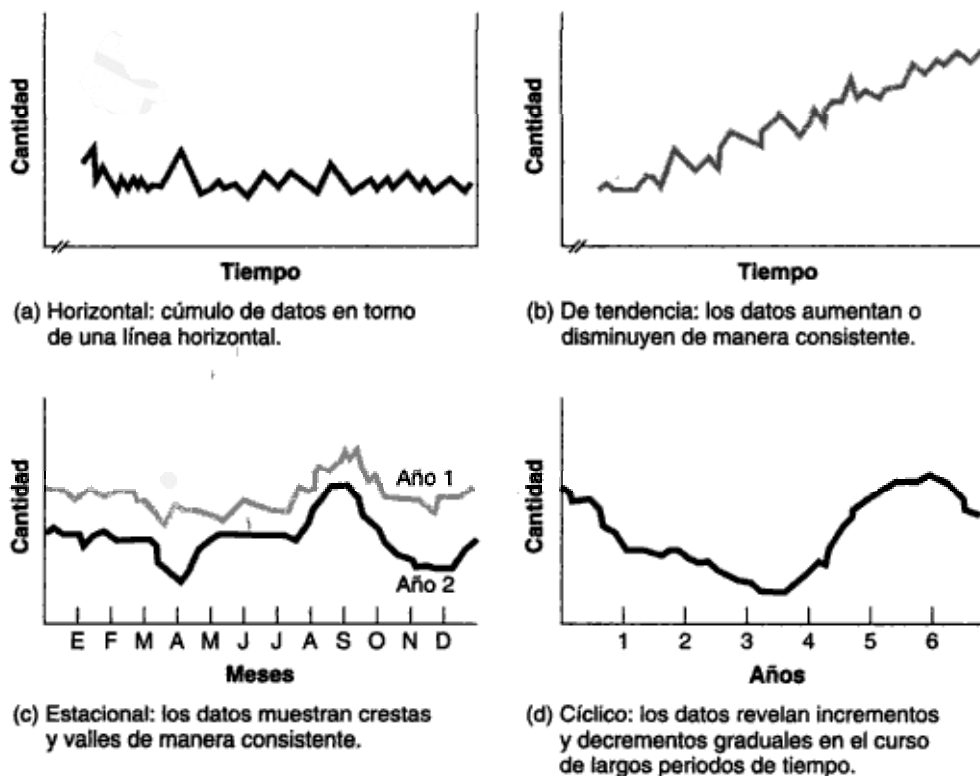 Cantidad
Tiempo
(a) Horizontal: cúmulo de datos en torno
de una línea horizontal.
Cantidad
Tiempo
(b) De tendencia: los datos aumentan o
disminuyen de manera consistente.
Cantidad
Año 1
Año 2
E F M A M J J A S O N D
Meses
(c) Estacional: los datos muestran crestas
y valles de manera consistente.
Cantidad
1 2 3 4 5 6
Años
(d) Cíclico: los datos revelan incrementos
y decrementos graduales en el curso
de largos periodos de tiempo.